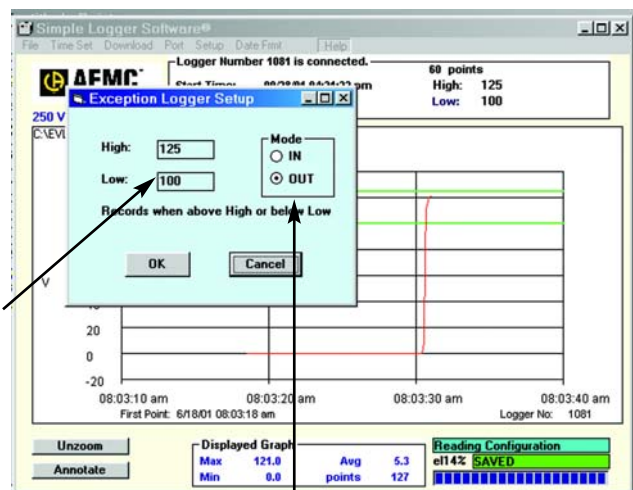 Simple Logger Software®
File Time Set Download Port Setup Date Frmt Help
Logger Number 1081 is connected.
60 points
AEMC
High: 125
Low: 100
Exception Logger Setup
250 V
High: 125
Low: 100
Mode
IN
OUT
Records when above High or below Low
OK Cancel
V
20
0
-20
08:03:10 am 08:03:20 am 08:03:30 am 08:03:40 am
First Point: 6/18/01 08:03:18 am Logger No: 1081
Unzoom
Annotate
Displayed Graph
Max 121.0 Avg 5.3
Min 0.0 points 127
Reading Configuration
el14% SAVED